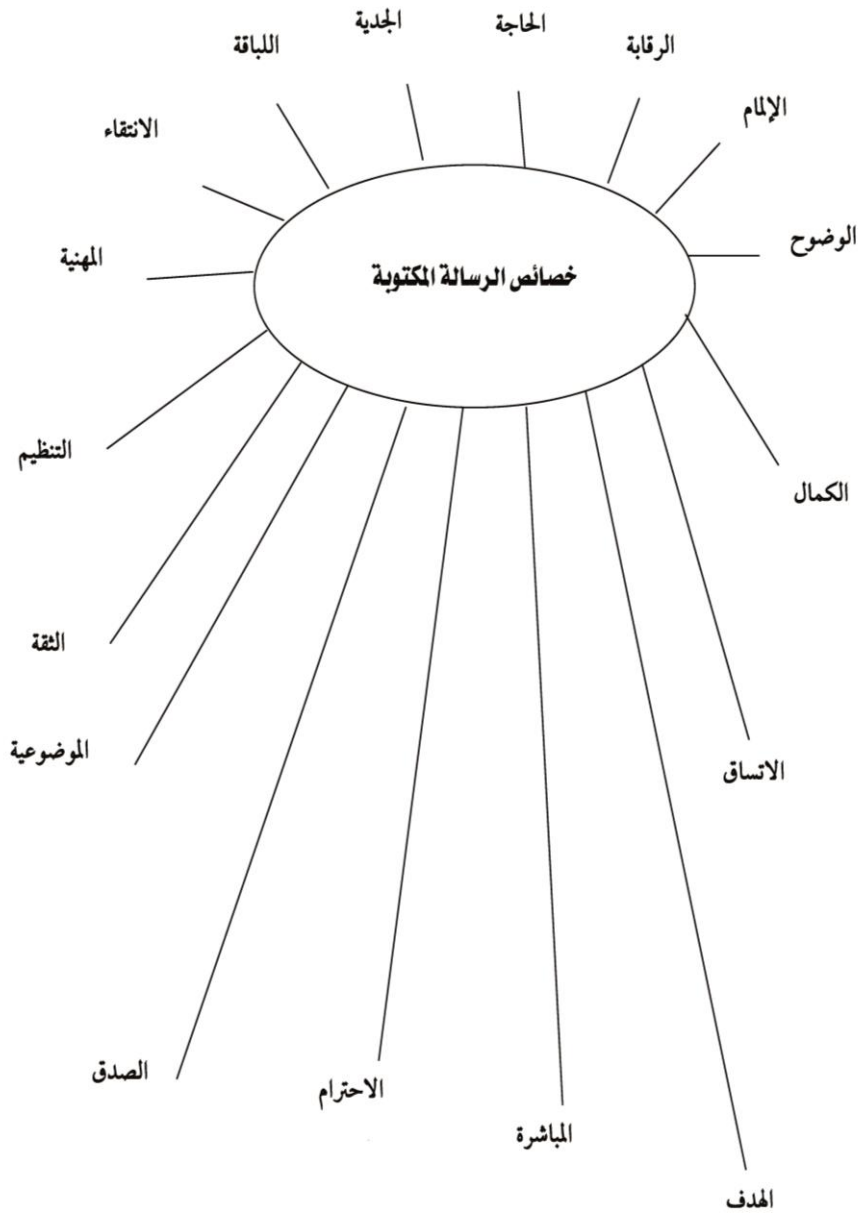 الرقابة
الحاجة
الجدية
اللباقة
الإلمام
الانتقاء
الوضوح
المهنية
خصائص الرسالة المكتوبة
التنظيم
الكمال
الثقة
الموضوعية
الاتساق
الصدق
الاحترام
المباشرة
الهدف